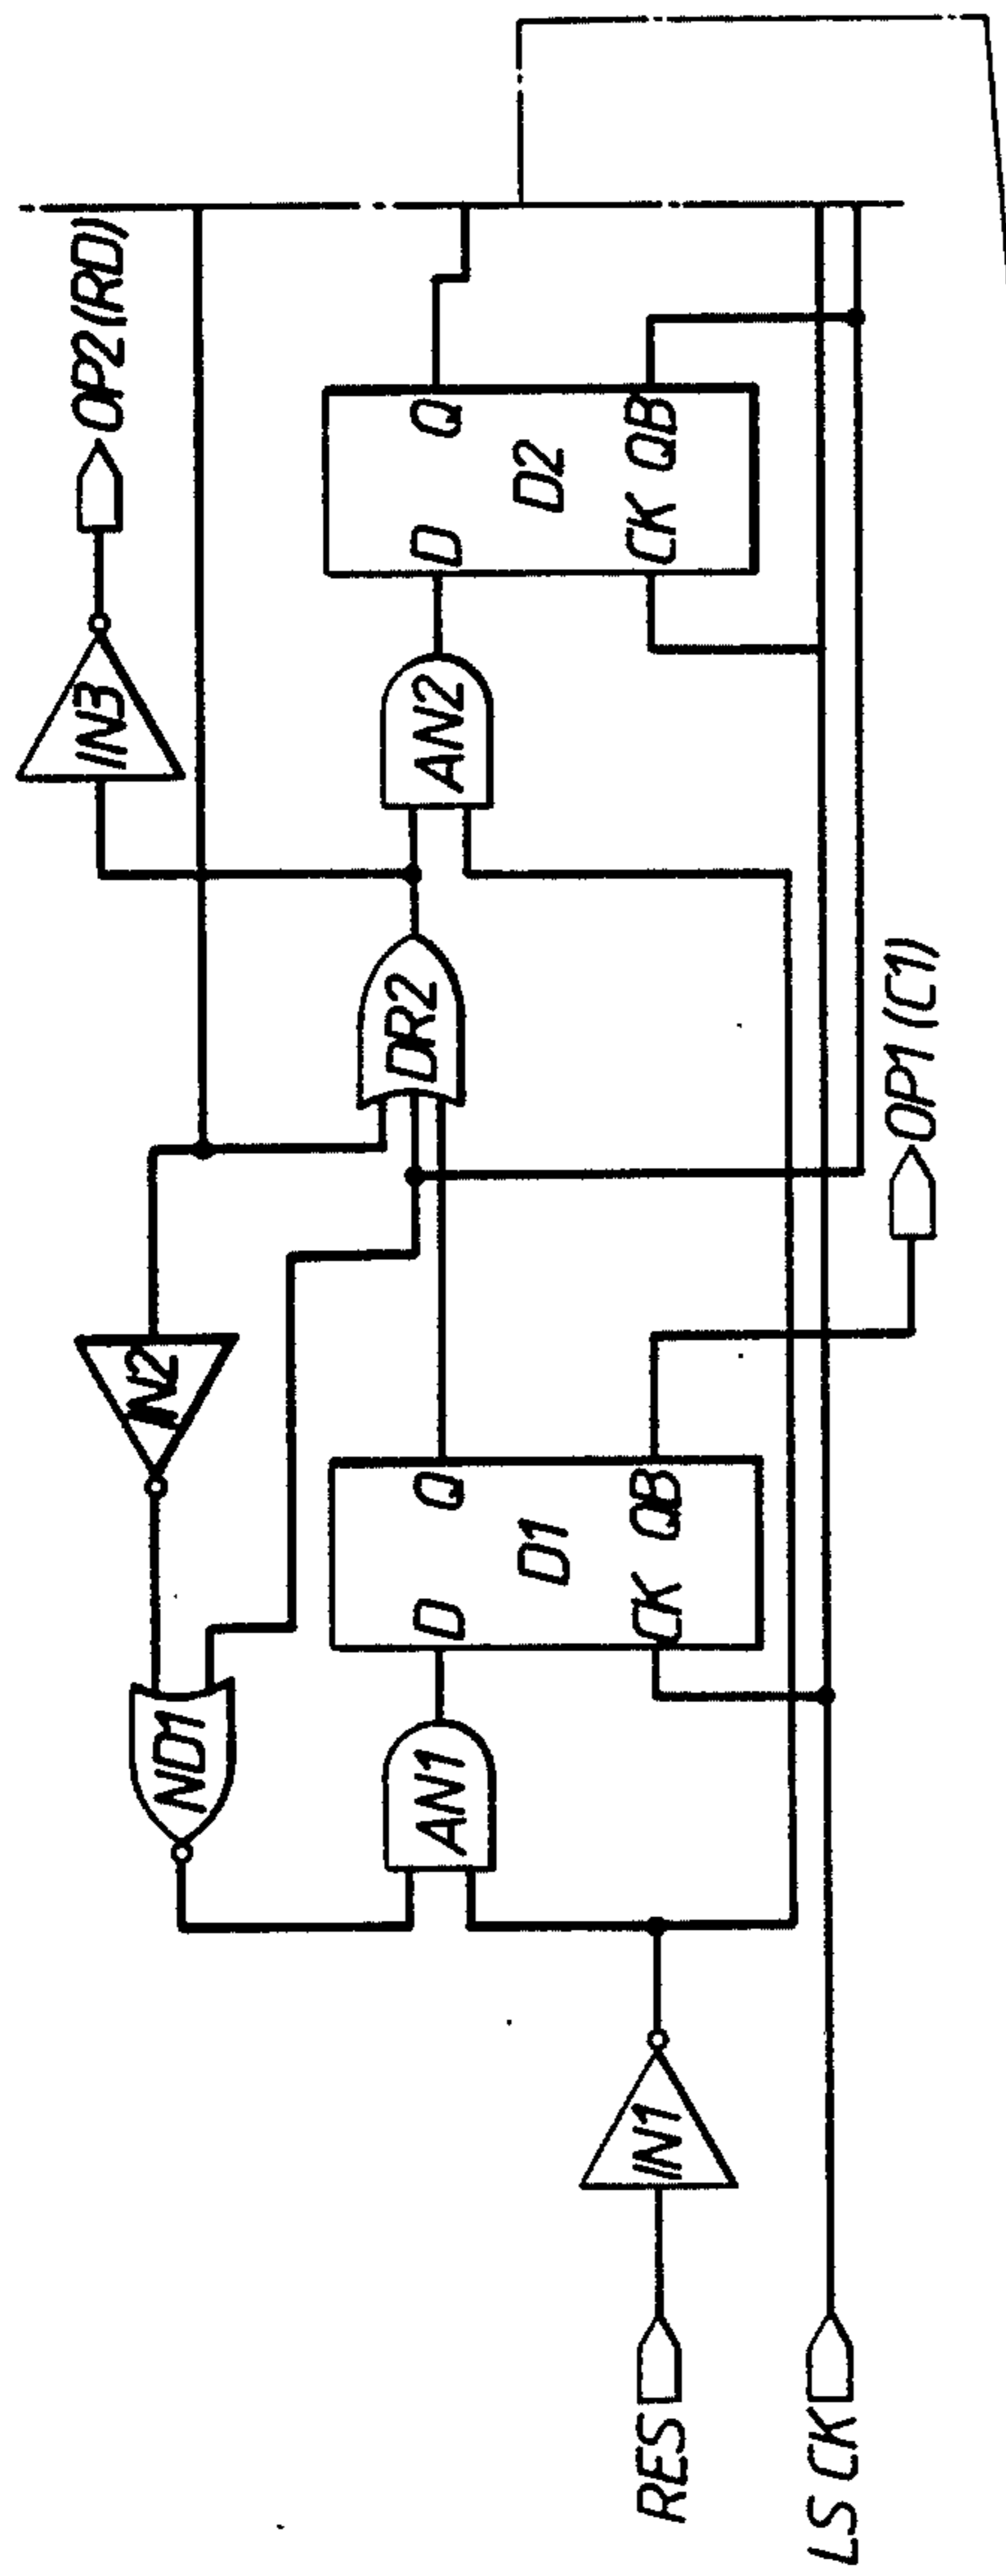 OP2(RD)
IN3
IN2
ND1
DR2
AN2
D Q
D2
CK QB
AN1
D Q
D1
CK QB
OP1 (C1)
IN1
RES
LS CK